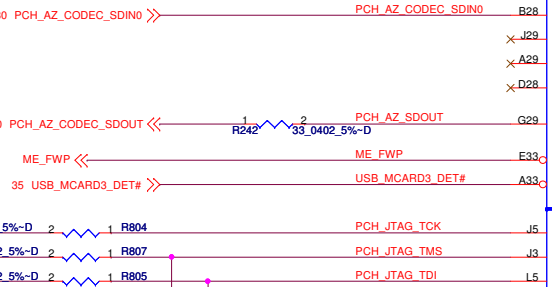 30 PCH_AZ_CODEC_SDIN0 PCH_AZ_CODEC_SDIN0 B28
J29
A29
D28
PCH_AZ_CODEC_SDOUT 1 R242 2 33_0402_5%~D PCH_AZ_SDOUT G29
ME_FWP ME_FWP E33
35 USB_MCARD3_DET# USB_MCARD3_DET# A33
5%~D 2 1 R804 PCH_JTAG_TCK J5
2_5%~D 2 1 R807 PCH_JTAG_TMS J3
2_5%~D 2 1 R805 PCH_JTAG_TDI L5